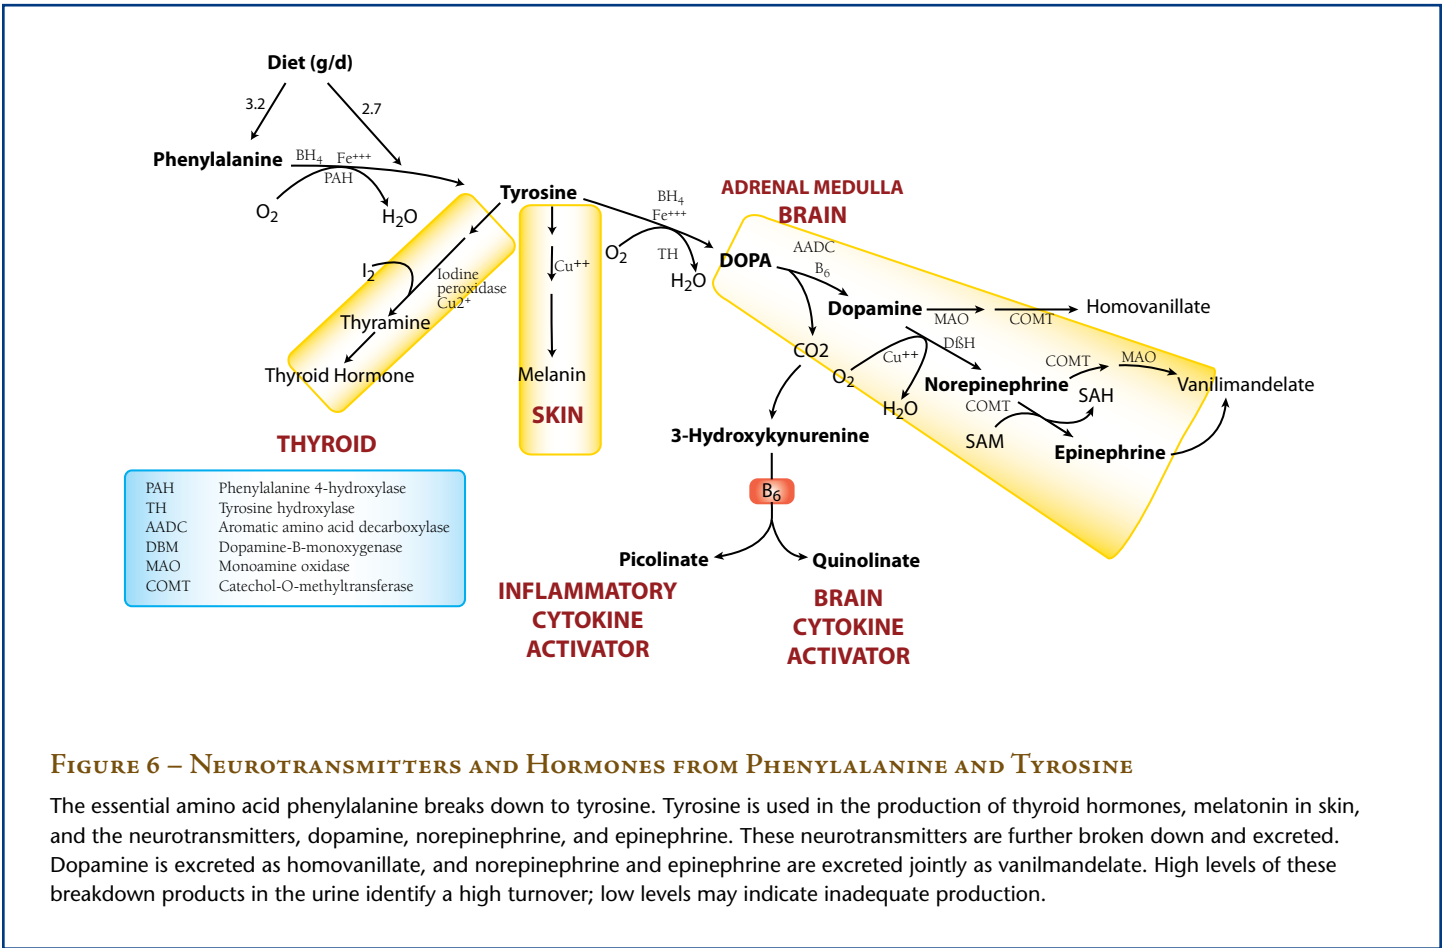 Diet (g/d)
3.2
2.7
Phenylalanine
BH4 Fe+++
PAH
O2
H2O
Tyrosine
I2
Iodine
peroxidase
Cu2+
Thyramine
Thyroid Hormone
THYROID
Cu++
Melanin
SKIN
BH4
Fe+++
O2
TH
H2O
ADRENAL MEDULLA
BRAIN
DOPA
AADC
B6
Dopamine
MAO
COMT
Homovanillate
CO2
Cu++
DßH
O2
H2O
Norepinephrine
COMT
MAO
Vanilimandelate
COMT
SAH
SAM
Epinephrine
3-Hydroxykynurenine
B6
Picolinate
Quinolinate
INFLAMMATORY
CYTOKINE
ACTIVATOR
BRAIN
CYTOKINE
ACTIVATOR
PAH Phenylalanine 4-hydroxylase
TH Tyrosine hydroxylase
AADC Aromatic amino acid decarboxylase
DBM Dopamine-B-monoxygenase
MAO Monoamine oxidase
COMT Catechol-O-methyltransferase
Figure 6 – Neurotransmitters and Hormones from Phenylalanine and Tyrosine
The essential amino acid phenylalanine breaks down to tyrosine. Tyrosine is used in the production of thyroid hormones, melatonin in skin,
and the neurotransmitters, dopamine, norepinephrine, and epinephrine. These neurotransmitters are further broken down and excreted.
Dopamine is excreted as homovanillate, and norepinephrine and epinephrine are excreted jointly as vanilmandelate. High levels of these
breakdown products in the urine identify a high turnover; low levels may indicate inadequate production.